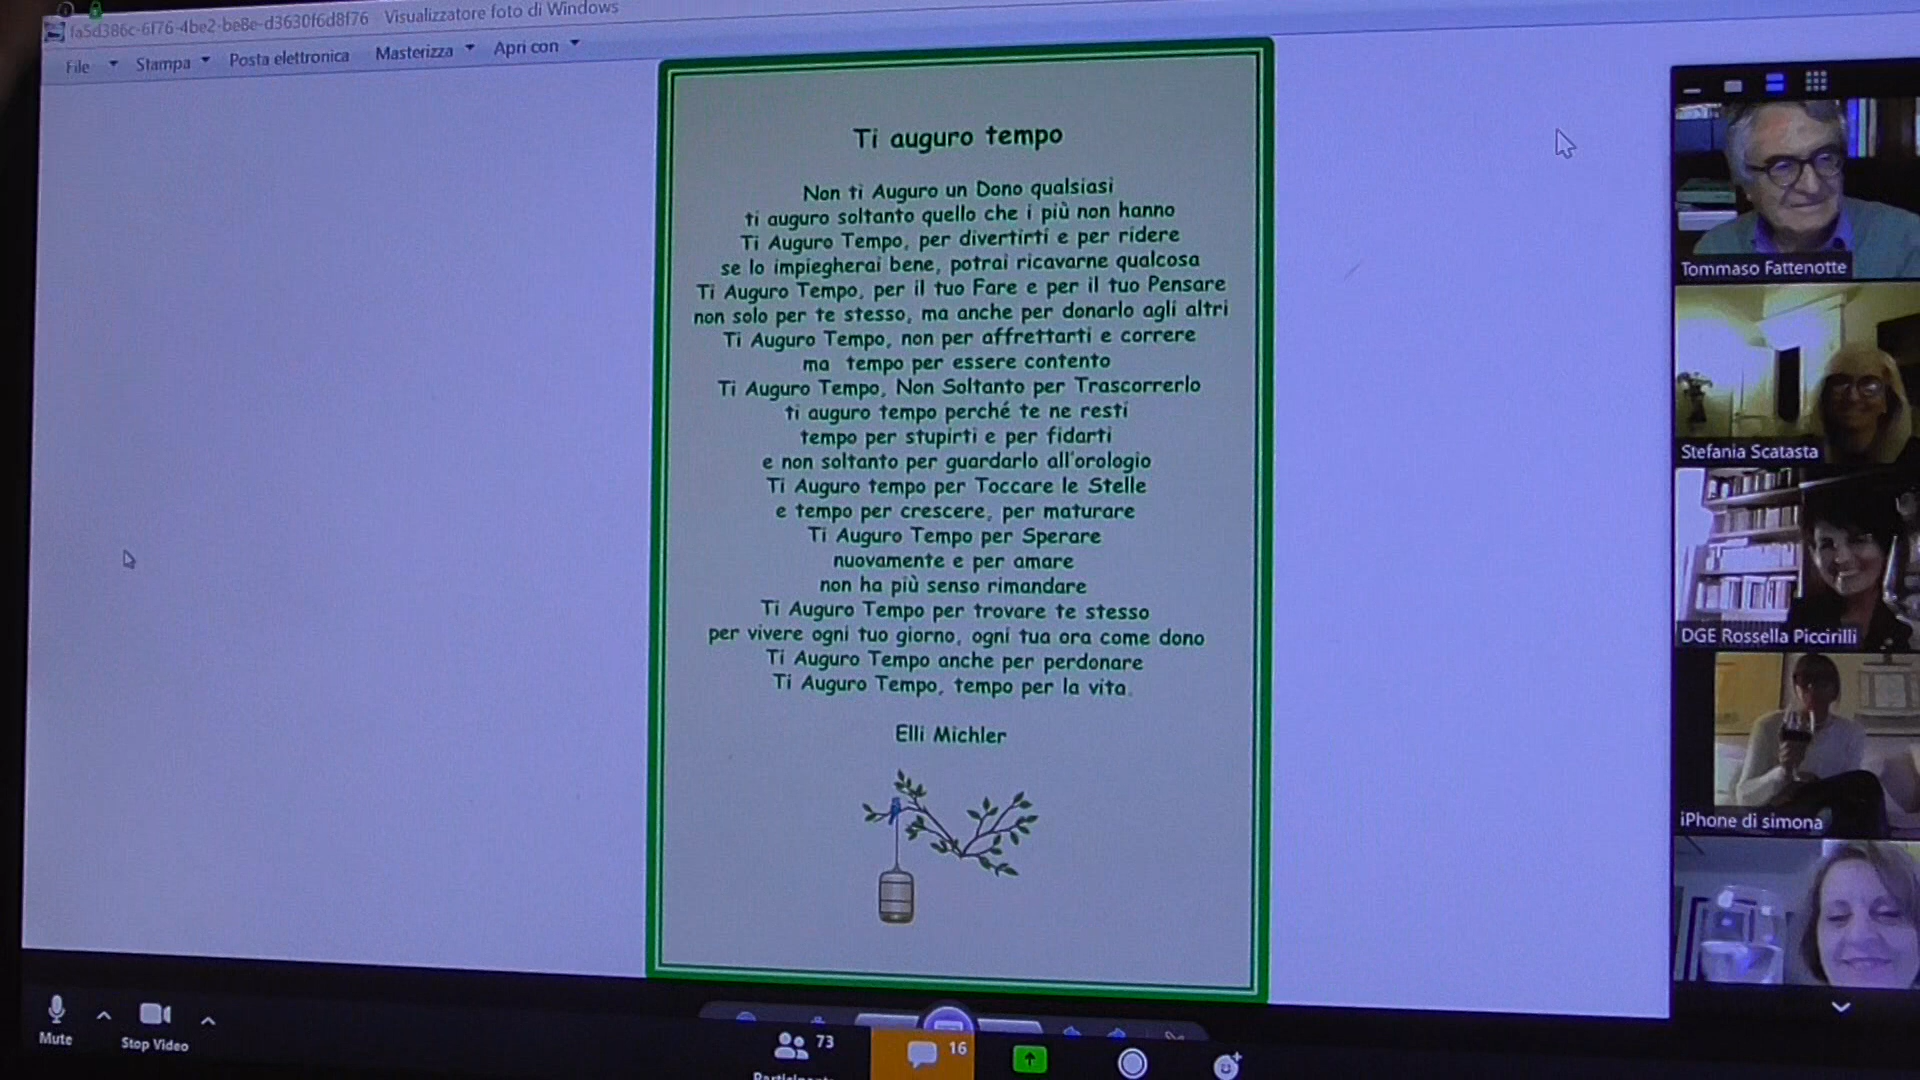 fa5d386c-6f76-4be2-be8e-d3630f6d8f76 Visualizzatore foto di Windows
File Stampa Posta elettronica Masterizza Apri con
Ti auguro tempo
Non ti Auguro un Dono qualsiasi
ti auguro soltanto quello che i più non hanno
Ti Auguro Tempo, per divertirti e per ridere
se lo impiegherai bene, potrai ricavarne qualcosa
Ti Auguro Tempo, per il tuo Fare e per il tuo Pensare
non solo per te stesso, ma anche per donarlo agli altri
Ti Auguro Tempo, non per affrettarti e correre
ma tempo per essere contento
Ti Auguro Tempo, Non Soltanto per Trascorrerlo
ti auguro tempo perché te ne resti
tempo per stupirti e per fidarti
e non soltanto per guardarlo all'orologio
Ti Auguro tempo per Toccare le Stelle
e tempo per crescere, per maturare
Ti Auguro Tempo per Sperare
nuovamente e per amare
non ha più senso rimandare
Ti Auguro Tempo per trovare te stesso
per vivere ogni tuo giorno, ogni tua ora come dono
Ti Auguro Tempo anche per perdonare
Ti Auguro Tempo, tempo per la vita.
Elli Michler
Tommaso Fattenotte
Stefania Scatasta
DGE Rossella Piccirilli
iPhone di simona
Mute
Stop Video
73
16